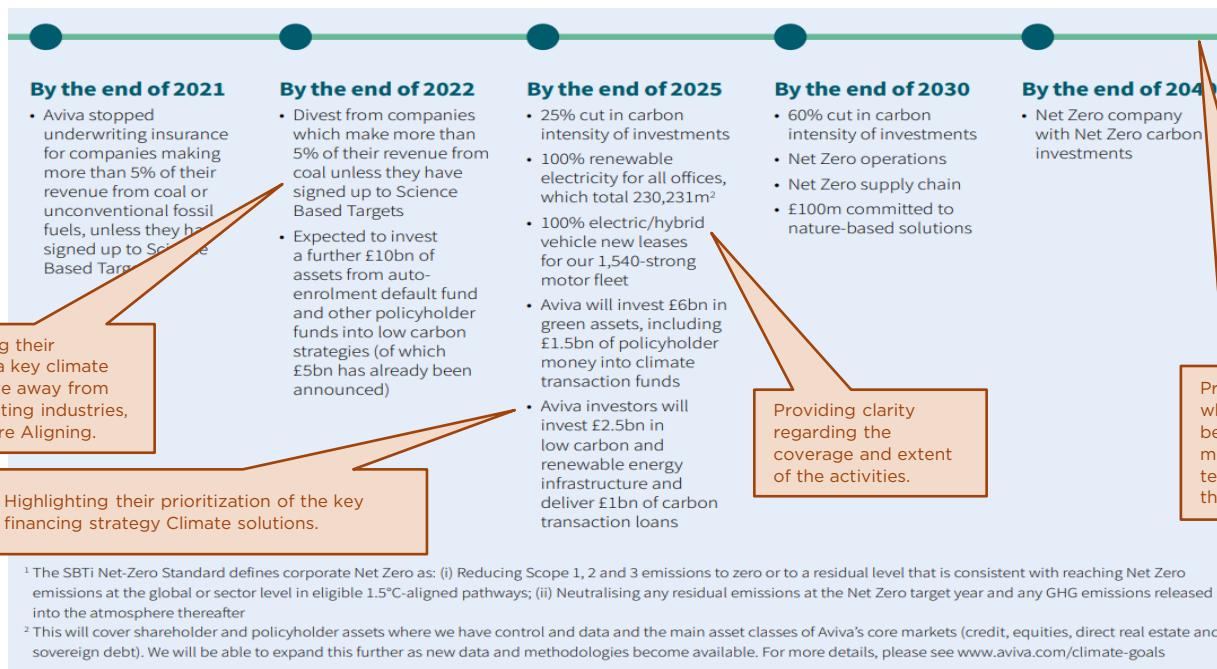 By the end of 2021
• Aviva stopped
underwriting insurance
for companies making
more than 5% of their
revenue from coal or
unconventional fossil
fuels, unless they ha
signed up to Sc e
Based Targ
By the end of 2022
• Divest from companies
which make more than
5% of their revenue from
coal unless they have
signed up to Science
Based Targets
• Expected to invest
a further £10bn of
assets from auto-
enrolment default fund
and other policyholder
funds into low carbon
strategies (of which
£5bn has already been
announced)
By the end of 2025
• 25% cut in carbon
intensity of investments
• 100% renewable
electricity for all offices,
which total 230,231m²
• 100% electric/hybrid
vehicle new leases
for our 1,540-strong
motor fleet
• Aviva will invest £6bn in
green assets, including
£1.5bn of policyholder
money into climate
transaction funds
• Aviva investors will
invest £2.5bn in
low carbon and
renewable energy
infrastructure and
deliver £1bn of carbon
transaction loans
By the end of 2030
• 60% cut in carbon
intensity of investments
• Net Zero operations
• Net Zero supply chain
• £100m committed to
nature-based solutions
By the end of 2040
• Net Zero company
with Net Zero carbon
investments
g their
a key climate
e away from
ting industries,
re Aligning.
Highlighting their prioritization of the key
financing strategy Climate solutions.
Providing clarity
regarding the
coverage and extent
of the activities.
Pr
wh
be
m
te
th
¹ The SBTi Net-Zero Standard defines corporate Net Zero as: (i) Reducing Scope 1, 2 and 3 emissions to zero or to a residual level that is consistent with reaching Net Zero
emissions at the global or sector level in eligible 1.5°C-aligned pathways; (ii) Neutralising any residual emissions at the Net Zero target year and any GHG emissions released
into the atmosphere thereafter
² This will cover shareholder and policyholder assets where we have control and data and the main asset classes of Aviva's core markets (credit, equities, direct real estate and
sovereign debt). We will be able to expand this further as new data and methodologies become available. For more details, please see www.aviva.com/climate-goals